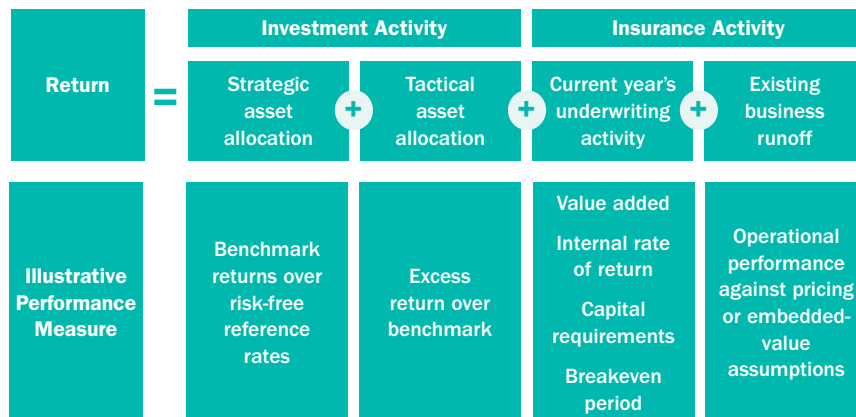 Investment Activity
Insurance Activity
Return
=
Strategic
asset
allocation
+
Tactical
asset
allocation
+
Current year's
underwriting
activity
+
Existing
business
runoff
Illustrative
Performance
Measure
Benchmark
returns over
risk-free
reference
rates
Excess
return over
benchmark
Value added
Internal rate
of return
Capital
requirements
Breakeven
period
Operational
performance
against pricing
or embedded-
value
assumptions